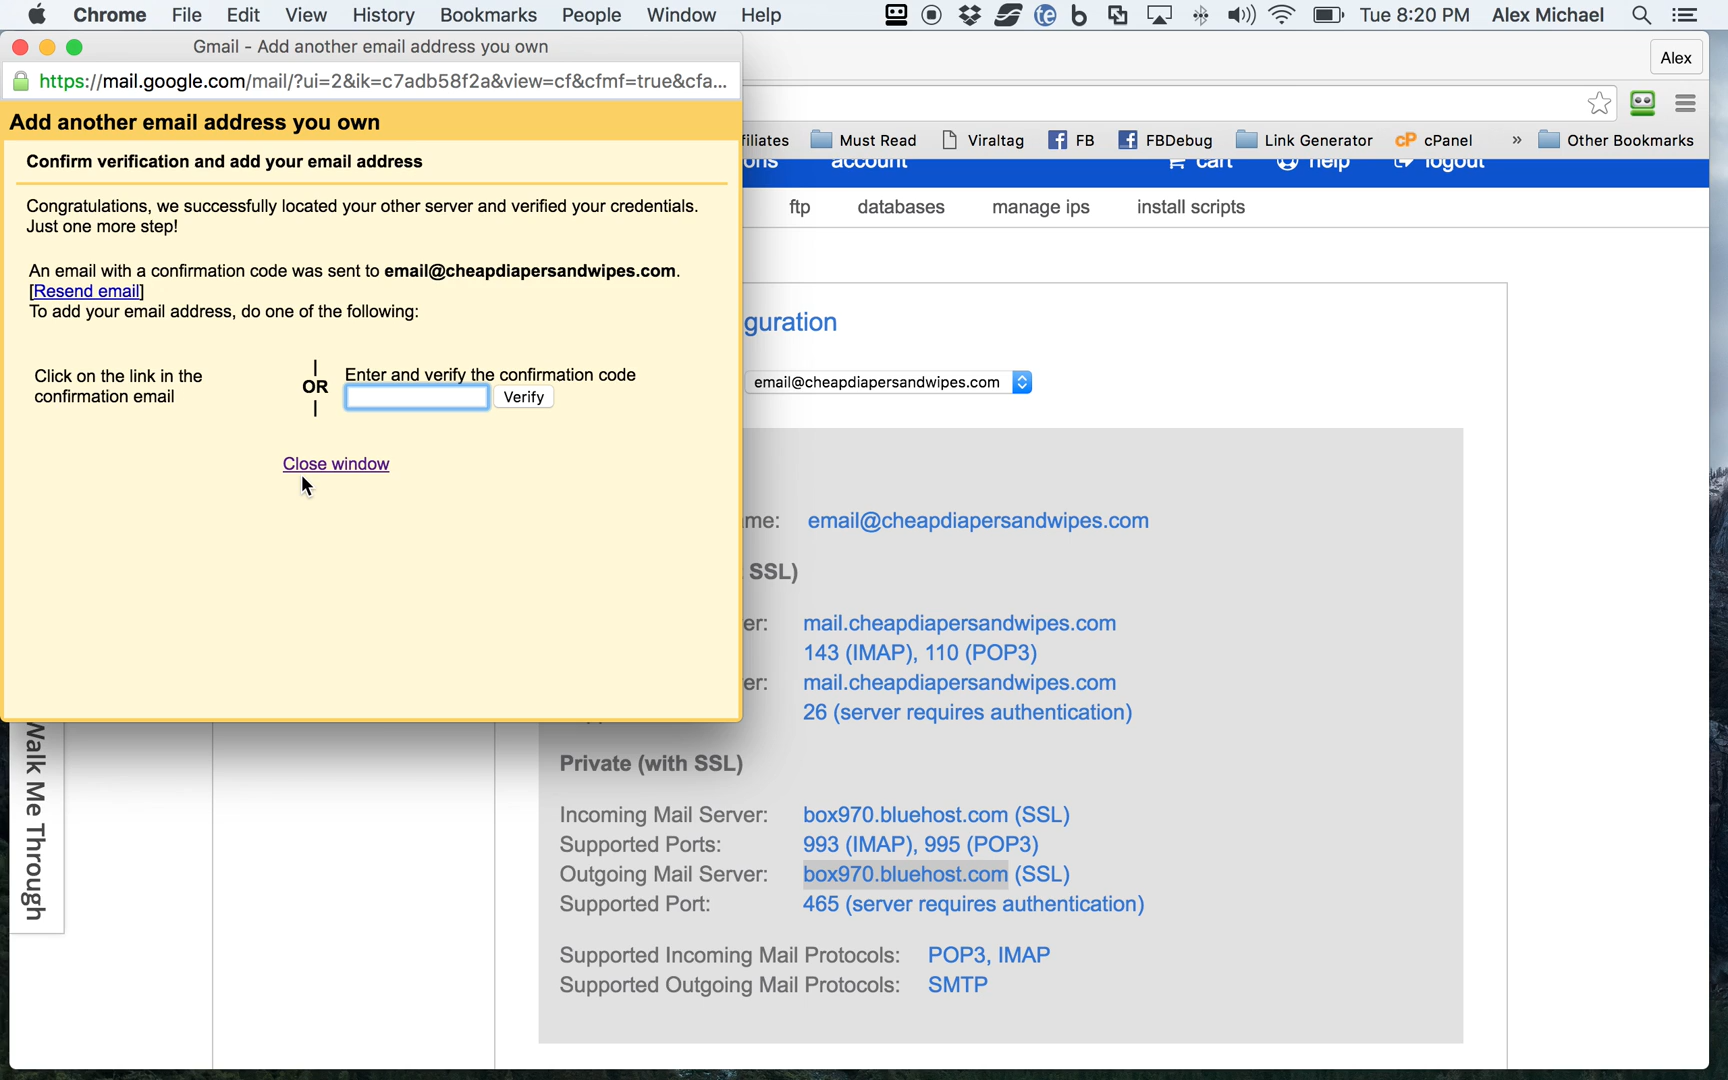 Chrome File Edit View History Bookmarks People Window Help Tue 8:20 PM Alex Michael
Gmail - Add another email address you own
Alex
https://mail.google.com/mail/?ui=2&ik=c7adb58f2a&view=cf&cfmf=true&cfa...
Add another email address you own
filiates Must Read Viraltag FB FBDebug Link Generator cP cPanel » Other Bookmarks
Confirm verification and add your email address
account cart help logout
Congratulations, we successfully located your other server and verified your credentials.
Just one more step!
ftp databases manage ips install scripts
An email with a confirmation code was sent to email@cheapdiapersandwipes.com.
[Resend email]
To add your email address, do one of the following:
guration
Click on the link in the
confirmation email
OR
Enter and verify the confirmation code
Verify
email@cheapdiapersandwipes.com
Close window
me: email@cheapdiapersandwipes.com
SSL)
er: mail.cheapdiapersandwipes.com
143 (IMAP), 110 (POP3)
er: mail.cheapdiapersandwipes.com
26 (server requires authentication)
Walk Me Through
Private (with SSL)
Incoming Mail Server: box970.bluehost.com (SSL)
Supported Ports: 993 (IMAP), 995 (POP3)
Outgoing Mail Server: box970.bluehost.com (SSL)
Supported Port: 465 (server requires authentication)
Supported Incoming Mail Protocols: POP3, IMAP
Supported Outgoing Mail Protocols: SMTP